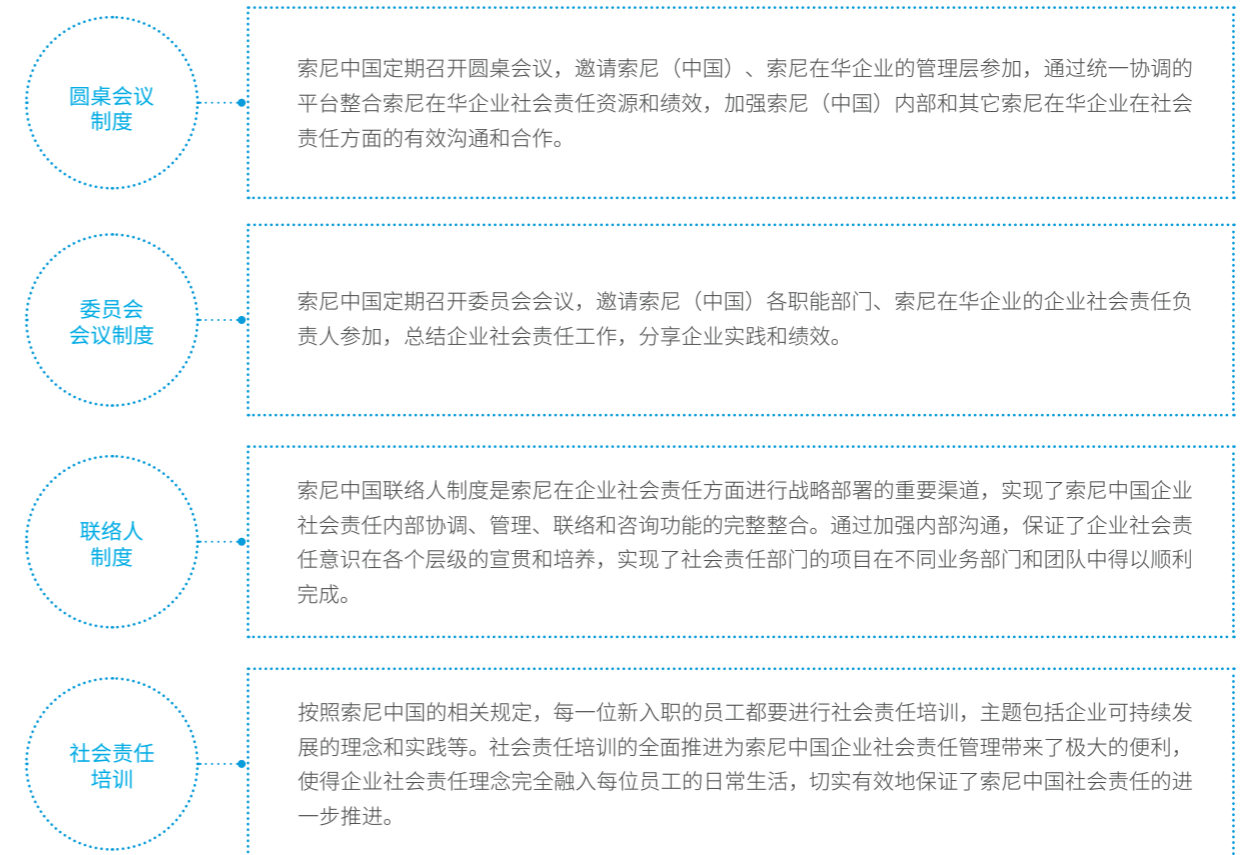 圆桌会议
制度
索尼中国定期召开圆桌会议，邀请索尼（中国）、索尼在华企业的管理层参加，通过统一协调的
平台整合索尼在华企业社会责任资源和绩效，加强索尼（中国）内部和其它索尼在华企业在社会
责任方面的有效沟通和合作。
委员会
会议制度
索尼中国定期召开委员会会议，邀请索尼（中国）各职能部门、索尼在华企业的企业社会责任负
责人参加，总结企业社会责任工作，分享企业实践和绩效。
联络人
制度
索尼中国联络人制度是索尼在企业社会责任方面进行战略部署的重要渠道，实现了索尼中国企业
社会责任内部协调、管理、联络和咨询功能的完整整合。通过加强内部沟通，保证了企业社会责
任意识在各个层级的宣贯和培养，实现了社会责任部门的项目在不同业务部门和团队中得以顺利
完成。
社会责任
培训
按照索尼中国的相关规定，每一位新入职的员工都要进行社会责任培训，主题包括企业可持续发
展的理念和实践等。社会责任培训的全面推进为索尼中国企业社会责任管理带来了极大的便利，
使得企业社会责任理念完全融入每位员工的日常生活，切实有效地保证了索尼中国社会责任的进
一步推进。